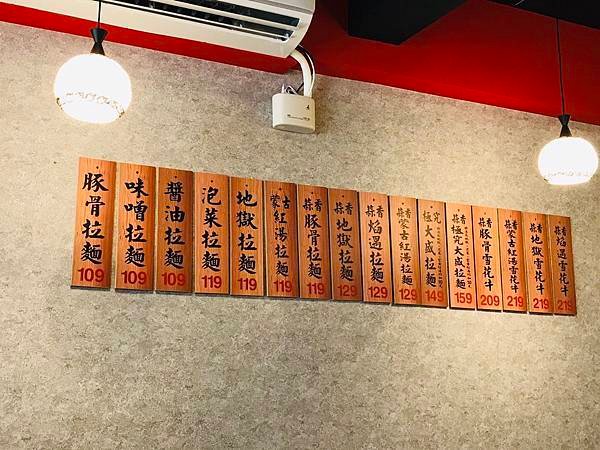 豚骨拉麵
109
味噌拉麵
109
醬油拉麵
109
泡菜拉麵
119
地獄拉麵
119
蒙古紅湯拉麵
119
蒜香豚骨拉麵
119
蒜香地獄拉麵
129
蒜香焰遇拉麵
129
蒜香蒙古紅湯拉麵
129
極究大成拉麵
149
蒜香極究大成拉麵
159
蒜香豚骨雪花牛
209
蒜香蒙古紅湯雪花牛
219
蒜香地獄雪花牛
219
蒜香焰遇雪花牛
219